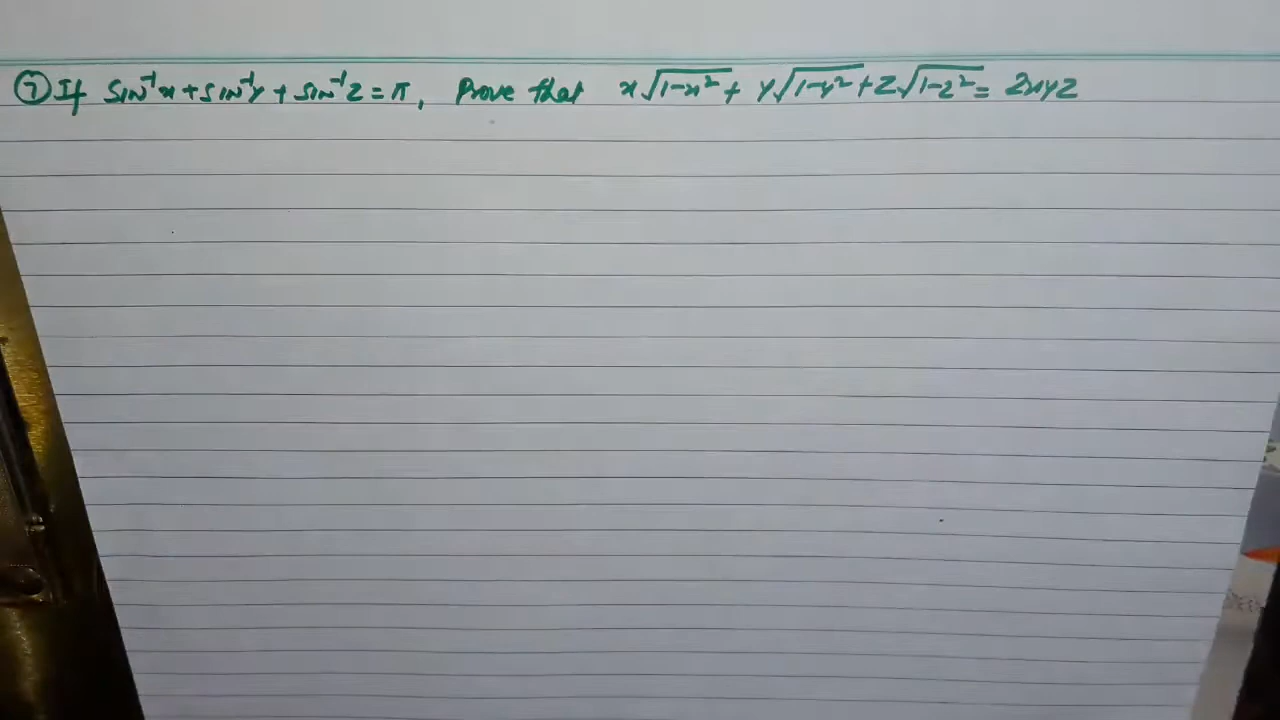 ⑦ If sin⁻¹x + sin⁻¹y + sin⁻¹z = π, Prove that x√(1-x²) + y√(1-y²) + z√(1-z²) = 2xyz